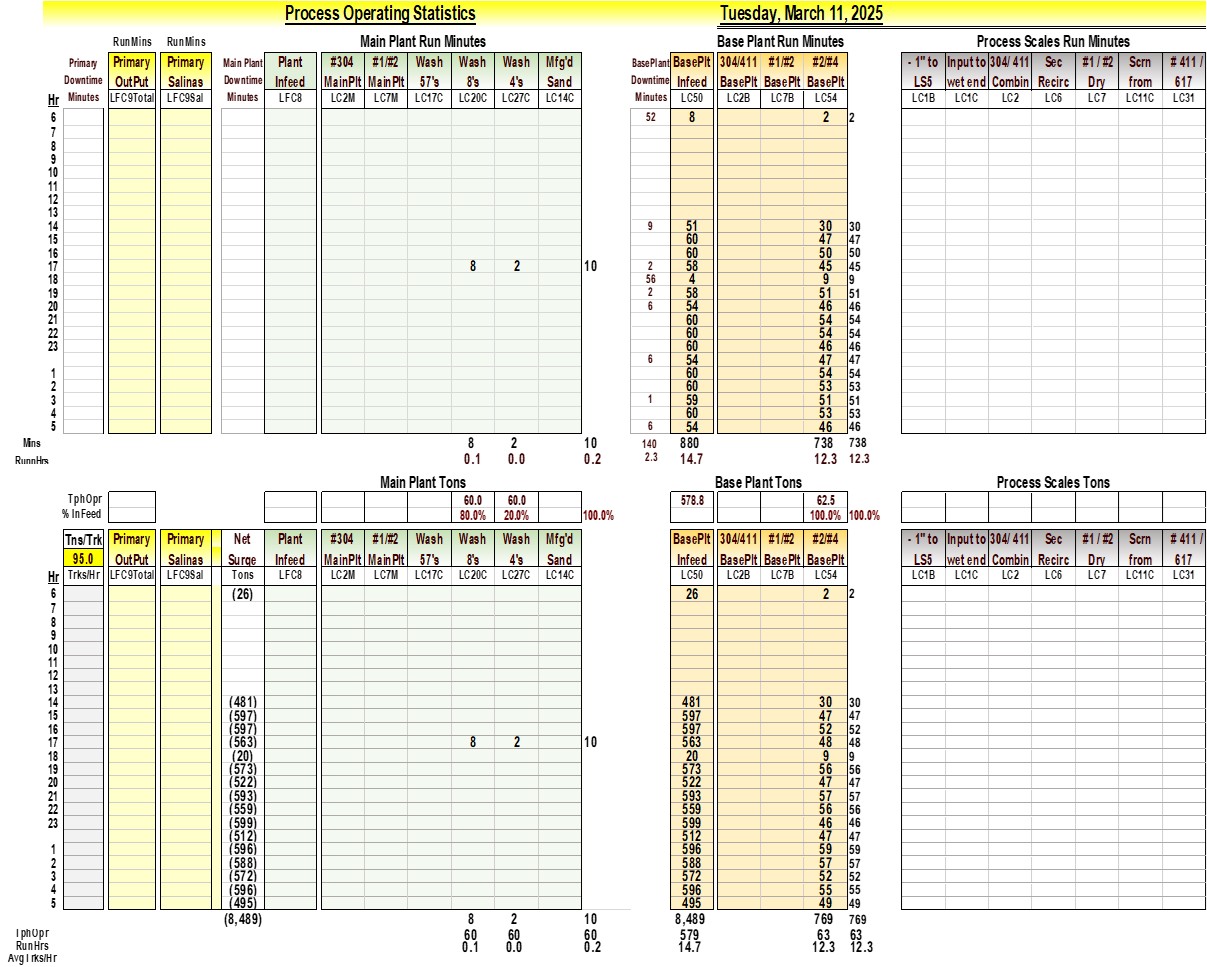 Process Operating Statistics Tuesday, March 11, 2025
RunMins RunMins Main Plant Run Minutes Base Plant Run Minutes Process Scales Run Minutes
Primary Primary Primary Main Plant Plant #304 #1/#2 Wash Wash Wash Mfg'd BasePlant BasePlt 304/411 #1/#2 #2/#4 - 1" to Input to 304/ 411 Sec #1 / #2 Scrn # 411 /
Downtime OutPut Salinas Downtime Infeed MainPlt MainPlt 57's 8's 4's Sand Downtime Infeed BasePlt BasePlt BasePlt LS5 wet end Combin Recirc Dry from 617
Hr Minutes LFC9Total LFC9Sal Minutes LFC8 LC2M LC7M LC17C LC20C LC27C LC14C Minutes LC50 LC2B LC7B LC54 LC1B LC1C LC2 LC6 LC7 LC11C LC31
6 52 8 2 2
7
8
9
10
11
12
13
14 9 51 30 30
15 60 47 47
16 60 50 50
17 8 2 10 2 58 45 45
18 56 4 9 9
19 2 58 51 51
20 6 54 46 46
21 60 54 54
22 60 54 54
23 60 46 46
6 54 47 47
1 60 54 54
2 60 53 53
3 1 59 51 51
4 60 53 53
5 6 54 46 46
Mins 8 2 10 140 880 738 738
RunnHrs 0.1 0.0 0.2 2.3 14.7 12.3 12.3
Main Plant Tons Base Plant Tons Process Scales Tons
TphOpr 60.0 60.0 578.8 62.5
% InFeed 80.0% 20.0% 100.0% 100.0% 100.0%
Tns/Trk Primary Primary Net Plant #304 #1/#2 Wash Wash Wash Mfg'd BasePlt 304/411 #1/#2 #2/#4 - 1" to Input to 304/ 411 Sec #1 / #2 Scrn # 411 /
95.0 OutPut Salinas Surge Infeed MainPlt MainPlt 57's 8's 4's Sand Infeed BasePlt BasePlt BasePlt LS5 wet end Combin Recirc Dry from 617
Hr Trks/Hr LFC9Total LFC9Sal Tons LFC8 LC2M LC7M LC17C LC20C LC27C LC14C LC50 LC2B LC7B LC54 LC1B LC1C LC2 LC6 LC7 LC11C LC31
6 (26) 26 2 2
7
8
9
10
11
12
13
14 (481) 481 30 30
15 (597) 597 47 47
16 (597) 597 52 52
17 (563) 8 2 10 563 48 48
18 (20) 20 9 9
19 (573) 573 56 56
20 (522) 522 47 47
21 (593) 593 57 57
22 (559) 559 56 56
23 (599) 599 46 46
(512) 512 47 47
1 (596) 596 59 59
2 (588) 588 57 57
3 (572) 572 52 52
4 (596) 596 55 55
5 (495) 495 49 49
(8,489) 8 2 10 8,489 769 769
TphOpr 60 60 60 579 63 63
RunHrs 0.1 0.0 0.2 14.7 12.3 12.3
Avg Trks/Hr